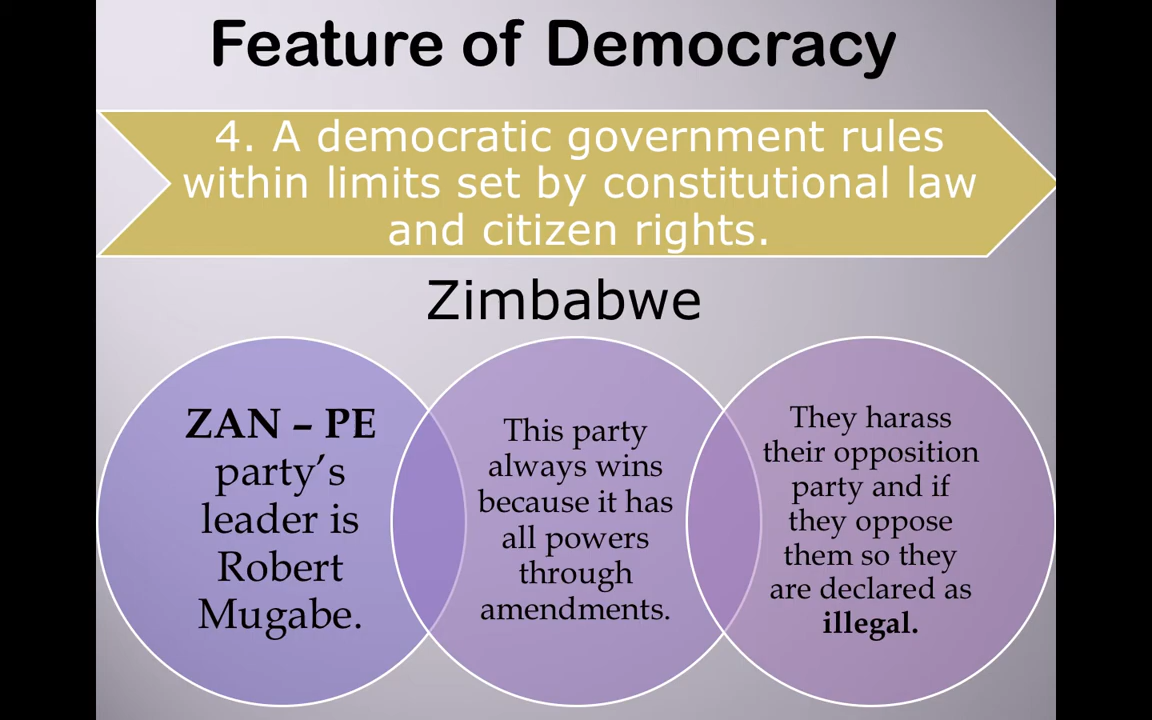 Feature of Democracy
4. A democratic government rules
within limits set by constitutional law
and citizen rights.
Zimbabwe
ZAN – PE
party’s
leader is
Robert
Mugabe.
This party
always wins
because it has
all powers
through
amendments.
They harass
their opposition
party and if
they oppose
them so they
are declared as
illegal.